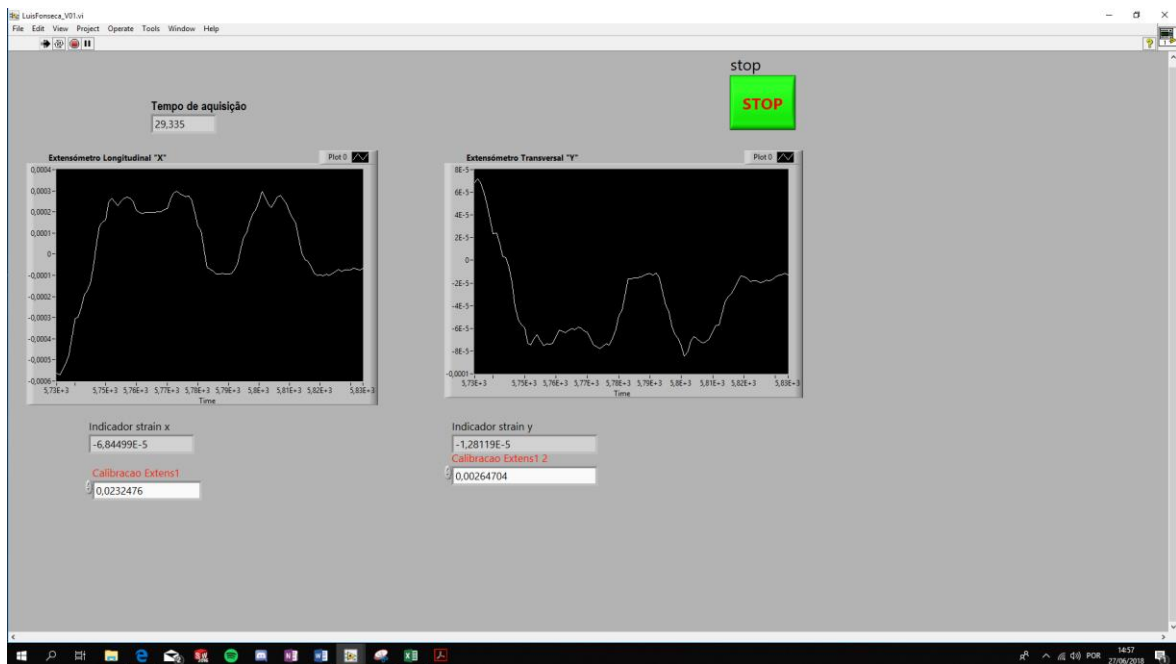 LuisFonseca_V01.vi
File Edit View Project Operate Tools Window Help
stop
STOP
Tempo de aquisição
29,335
Extensómetro Longitudinal "X"
Plot 0
0,0004
0,0003
0,0002
0,0001
0
-0,0001
-0,0002
-0,0003
-0,0004
-0,0005
-0,0006
5,73E+3 5,75E+3 5,76E+3 5,77E+3 5,78E+3 5,79E+3 5,8E+3 5,81E+3 5,82E+3 5,83E+3
Time
Extensómetro Transversal "Y"
Plot 0
8E-5
6E-5
4E-5
2E-5
0
-2E-5
-4E-5
-6E-5
-8E-5
-0,0001
5,73E+3 5,75E+3 5,76E+3 5,77E+3 5,78E+3 5,79E+3 5,8E+3 5,81E+3 5,82E+3 5,83E+3
Time
Indicador strain x
-6,84499E-5
Calibracao Extens1
0,0232476
Indicador strain y
-1,28119E-5
Calibracao Extens1 2
0,00264704
POR
14:57
27/06/2018